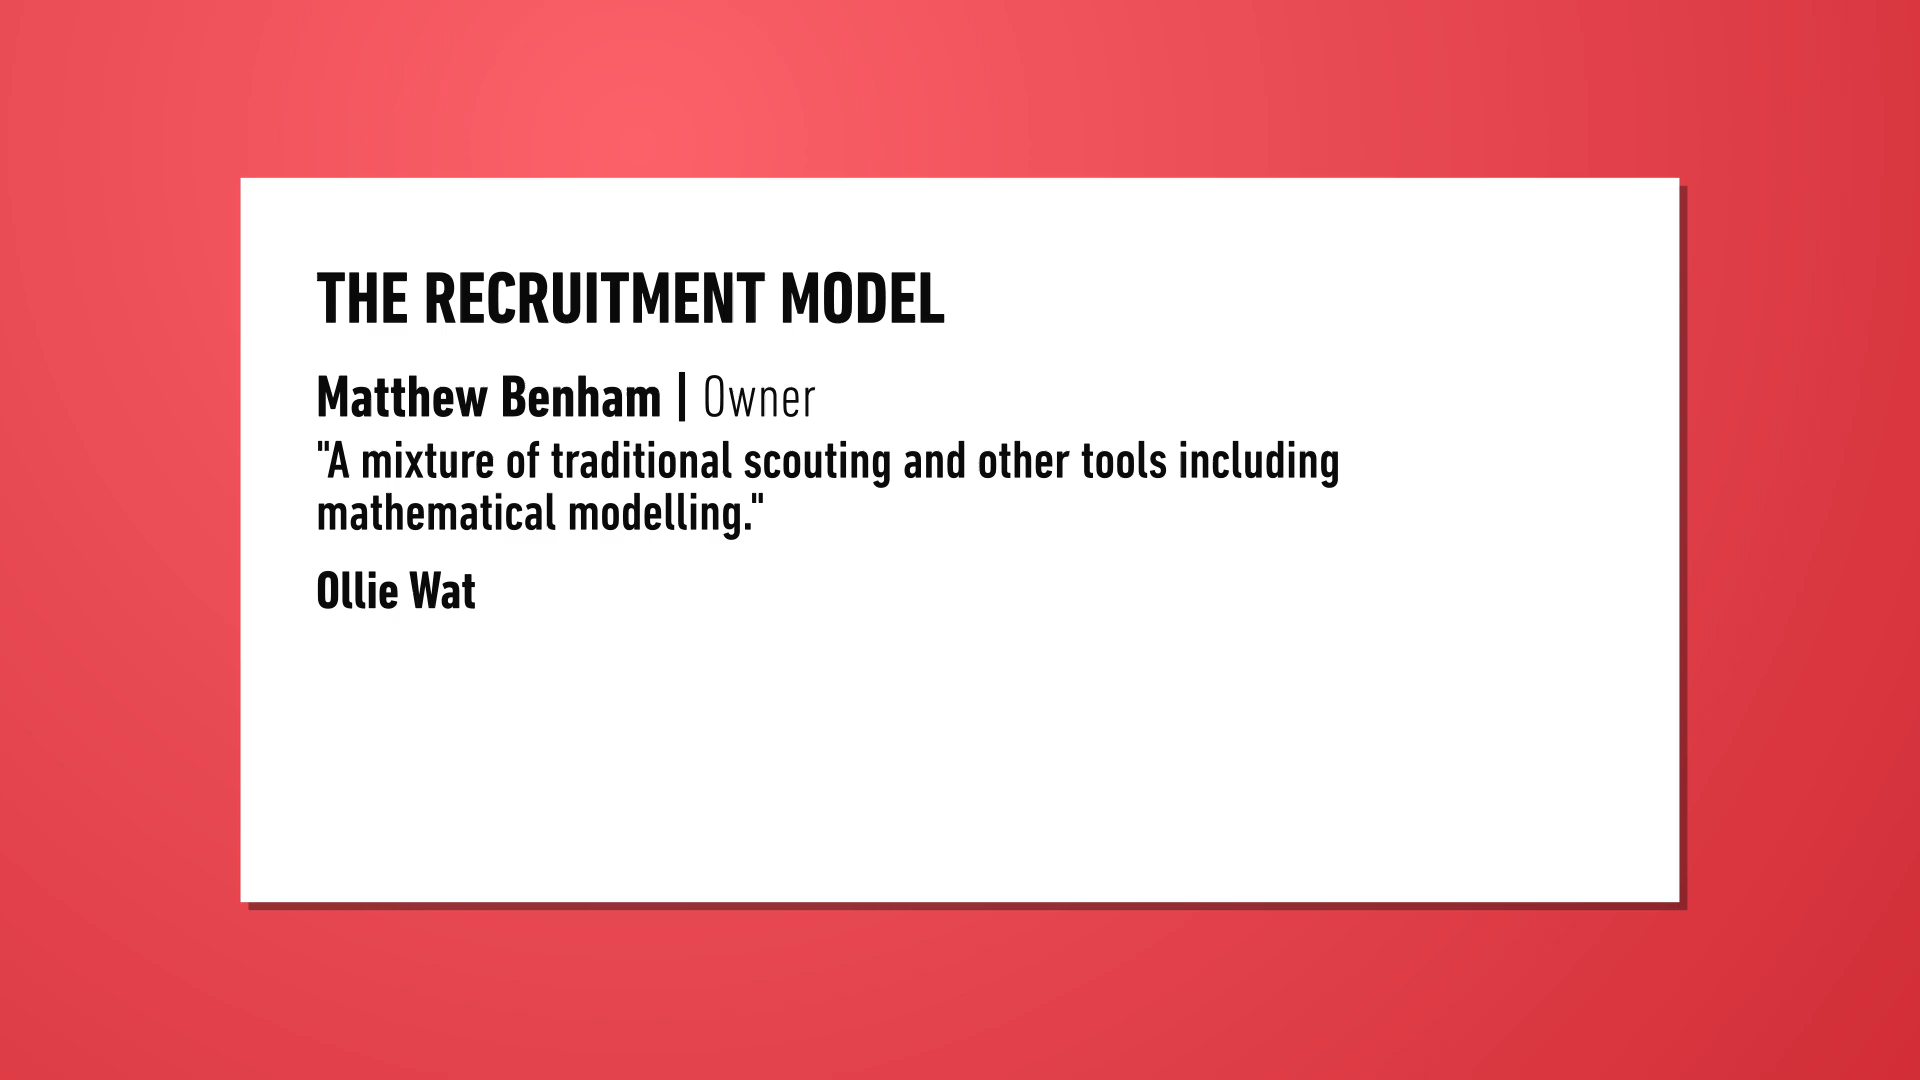 THE RECRUITMENT MODEL
Matthew Benham | Owner
"A mixture of traditional scouting and other tools including
mathematical modelling."
Ollie Wat